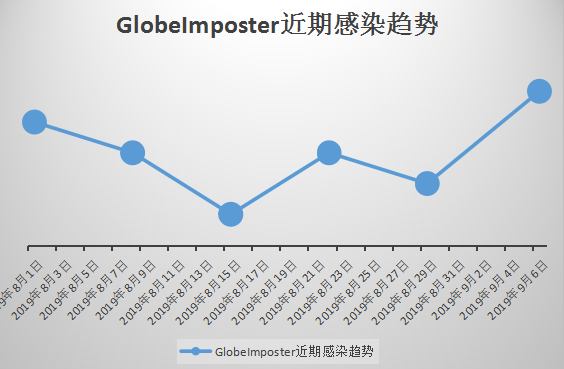 GlobeImposter近期感染趋势
19年8月1日
2019年8月3日
2019年8月5日
2019年8月7日
2019年8月9日
2019年8月11日
2019年8月13日
2019年8月15日
2019年8月17日
2019年8月19日
2019年8月21日
2019年8月23日
2019年8月25日
2019年8月27日
2019年8月29日
2019年8月31日
2019年9月2日
2019年9月4日
2019年9月6日
GlobeImposter近期感染趋势